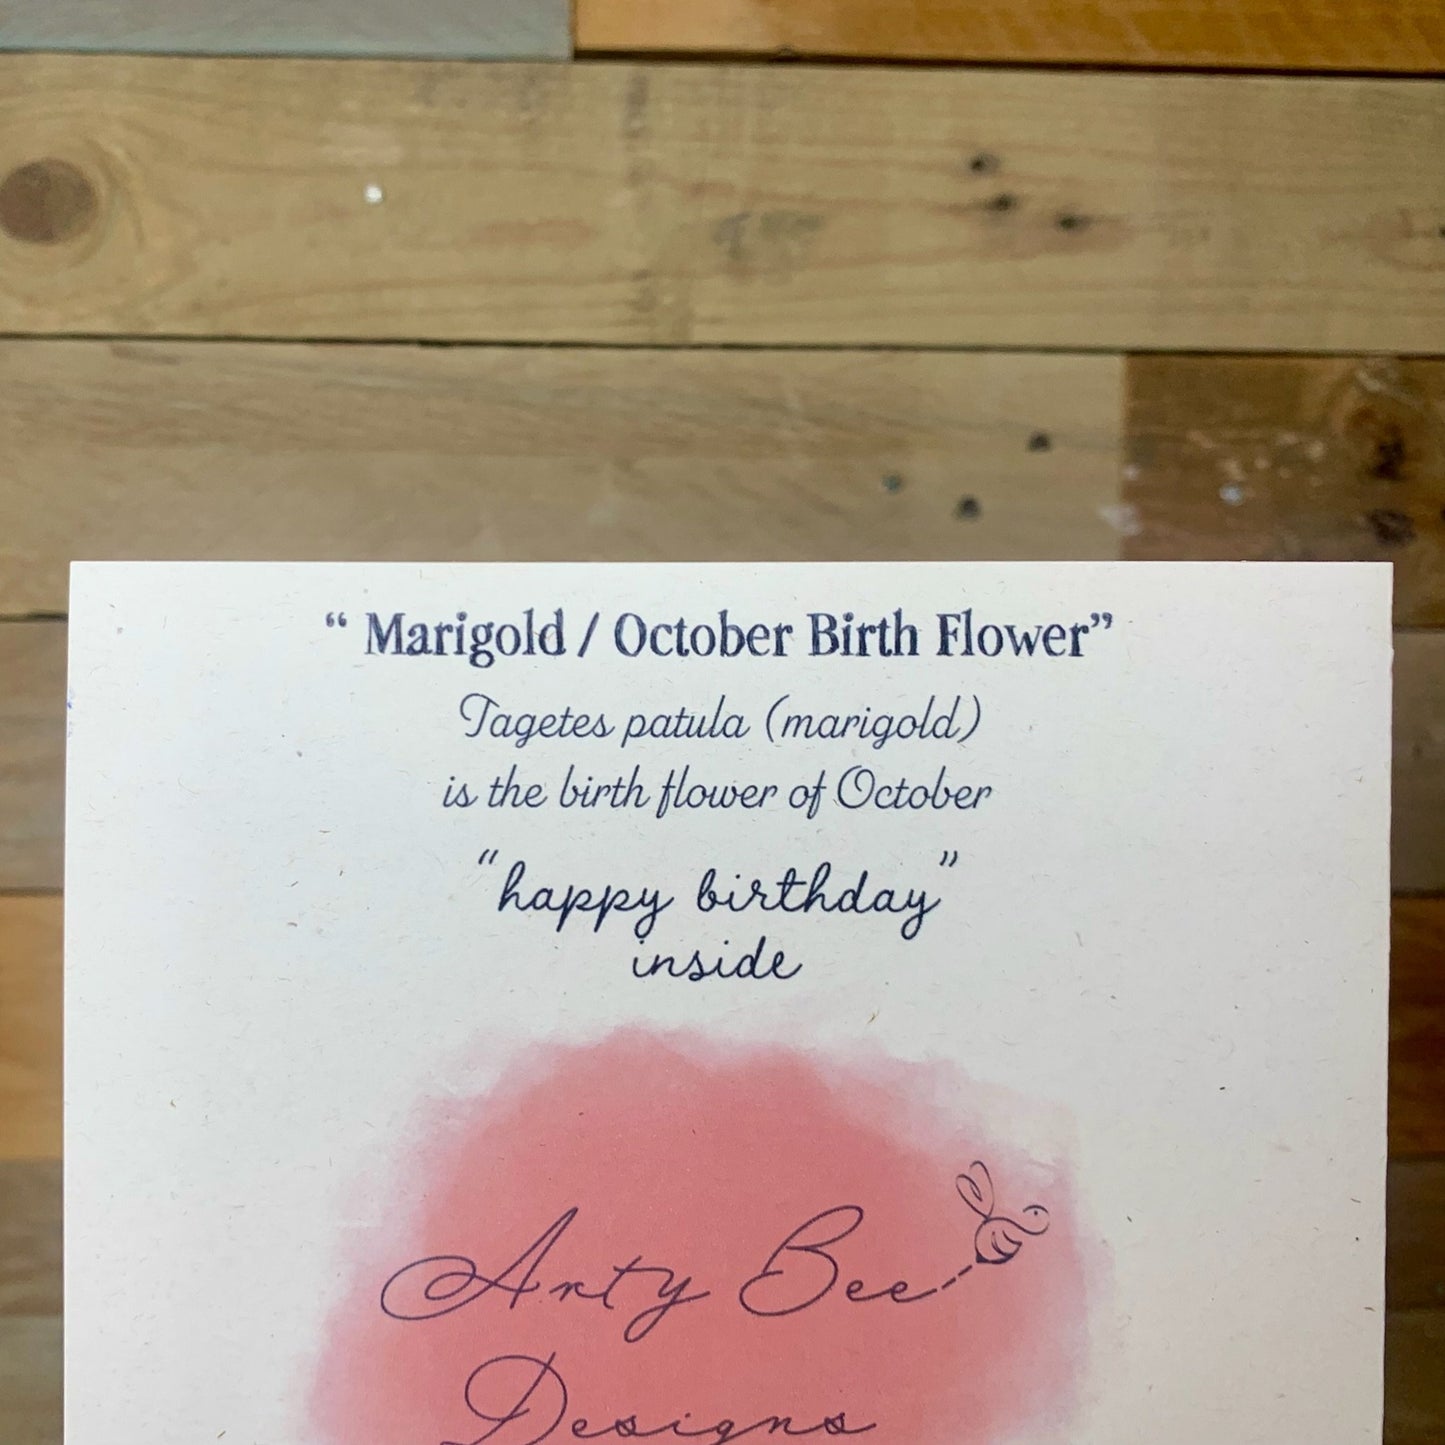 “ Marigold / October Birth Flower”
Tagetes patula (marigold)
is the birth flower of October
“happy birthday”
inside
Arty Bee
Designs